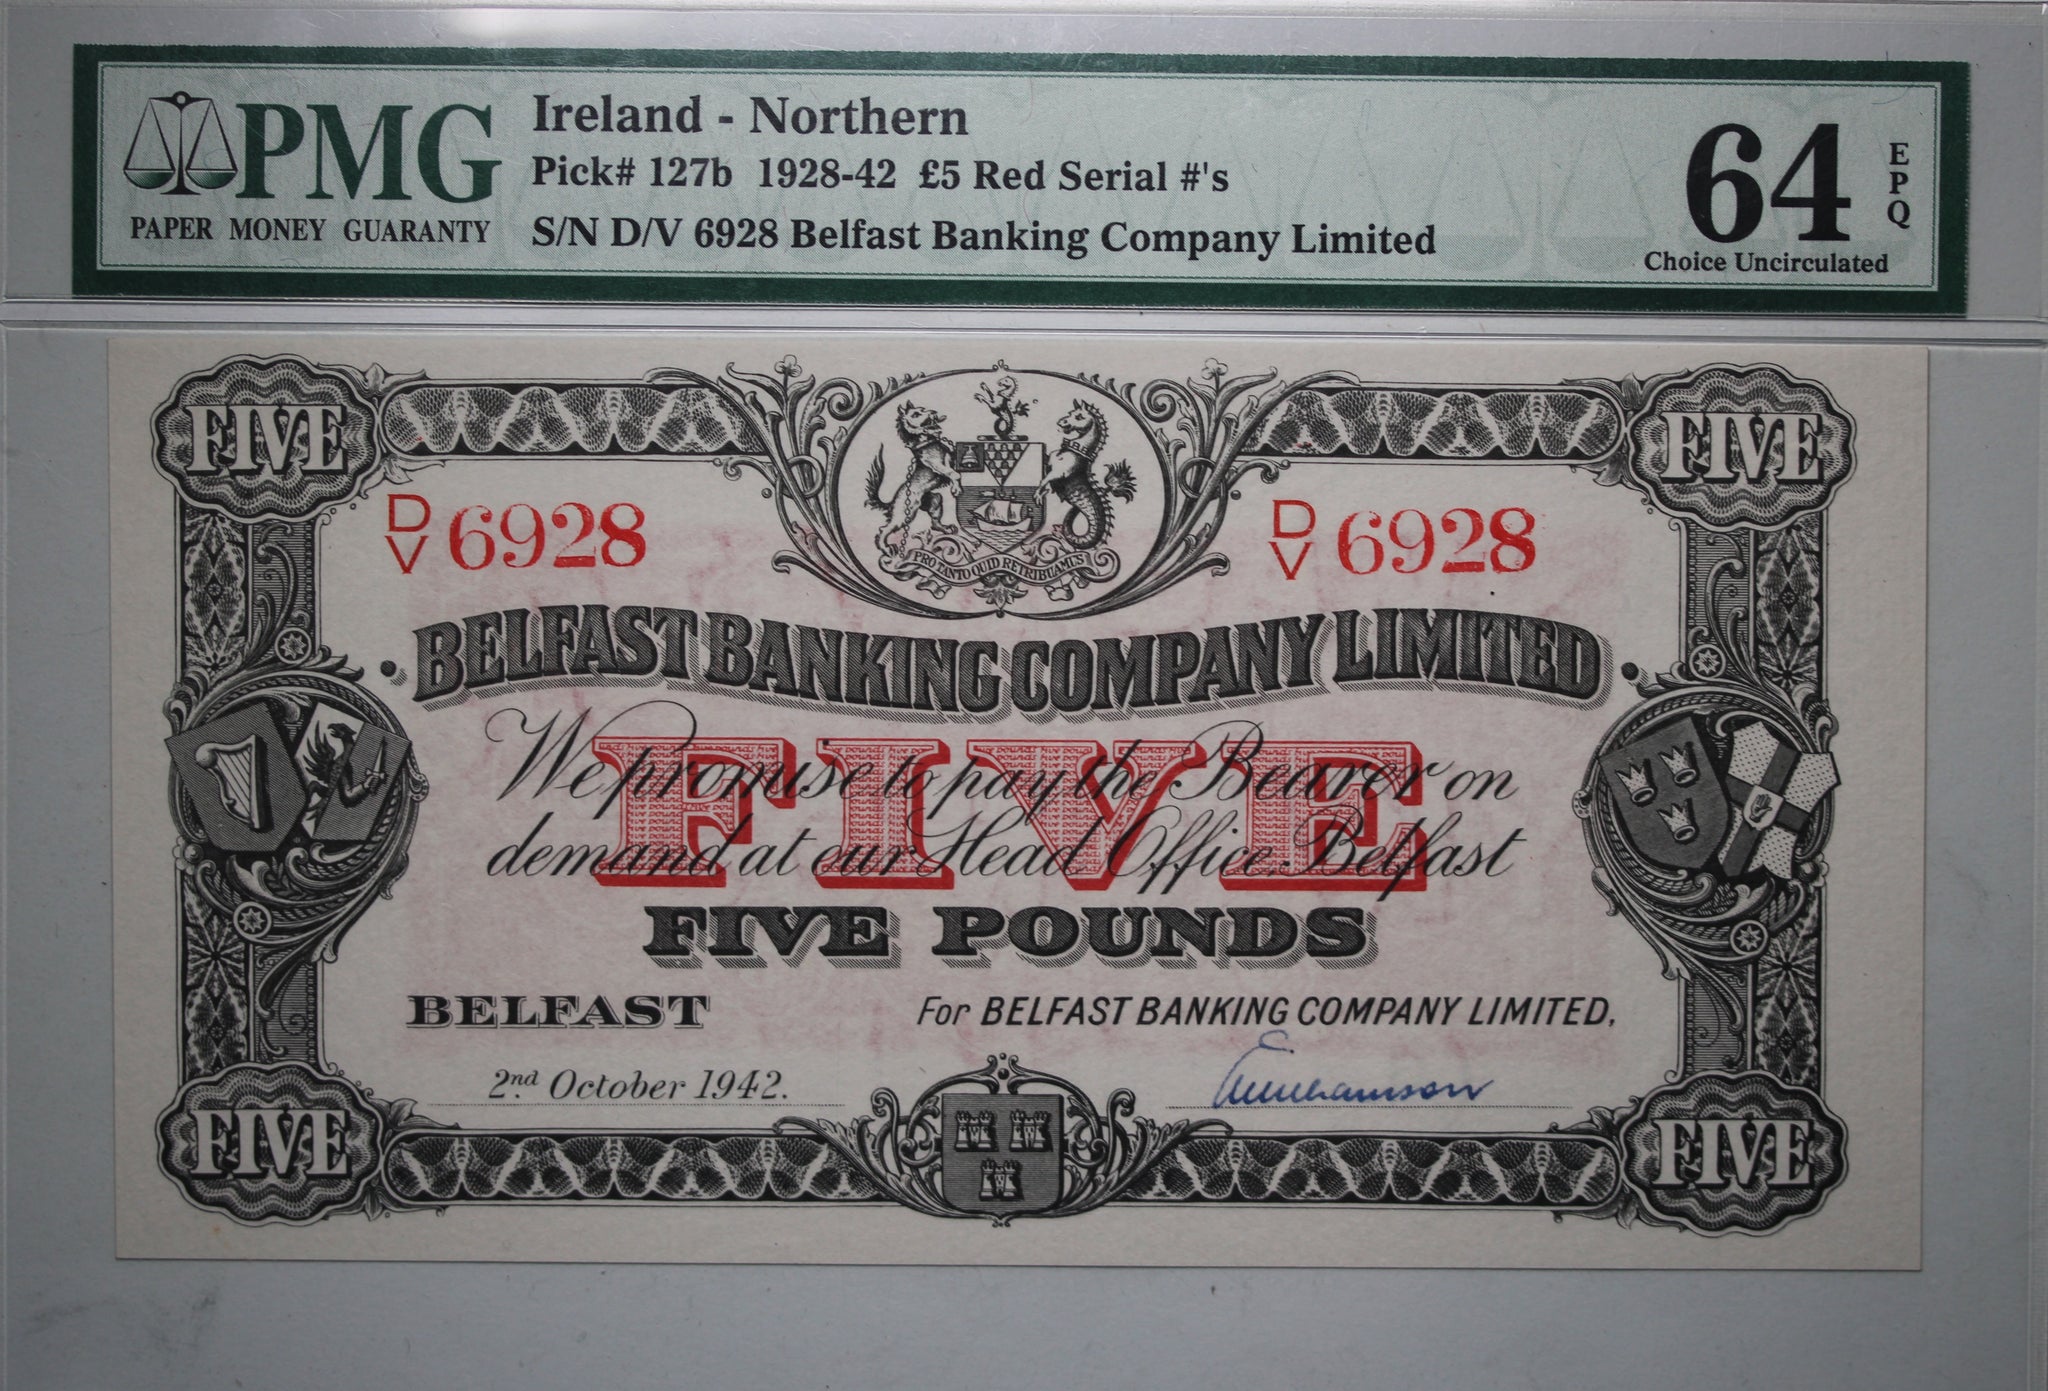 PMG
PAPER MONEY GUARANTY
Ireland - Northern
Pick# 127b 1928-42 £5 Red Serial #'s
S/N D/V 6928 Belfast Banking Company Limited
64 EPQ
Choice Uncirculated
FIVE FIVE
D/V 6928 D/V 6928
PRO TANTO QUID RETRIBUAMUS
BELFAST BANKING COMPANY LIMITED
FIVE
We promise to pay the Bearer on
demand at our Head Office. Belfast
FIVE POUNDS
BELFAST For BELFAST BANKING COMPANY LIMITED,
2nd. October 1942.
FIVE FIVE